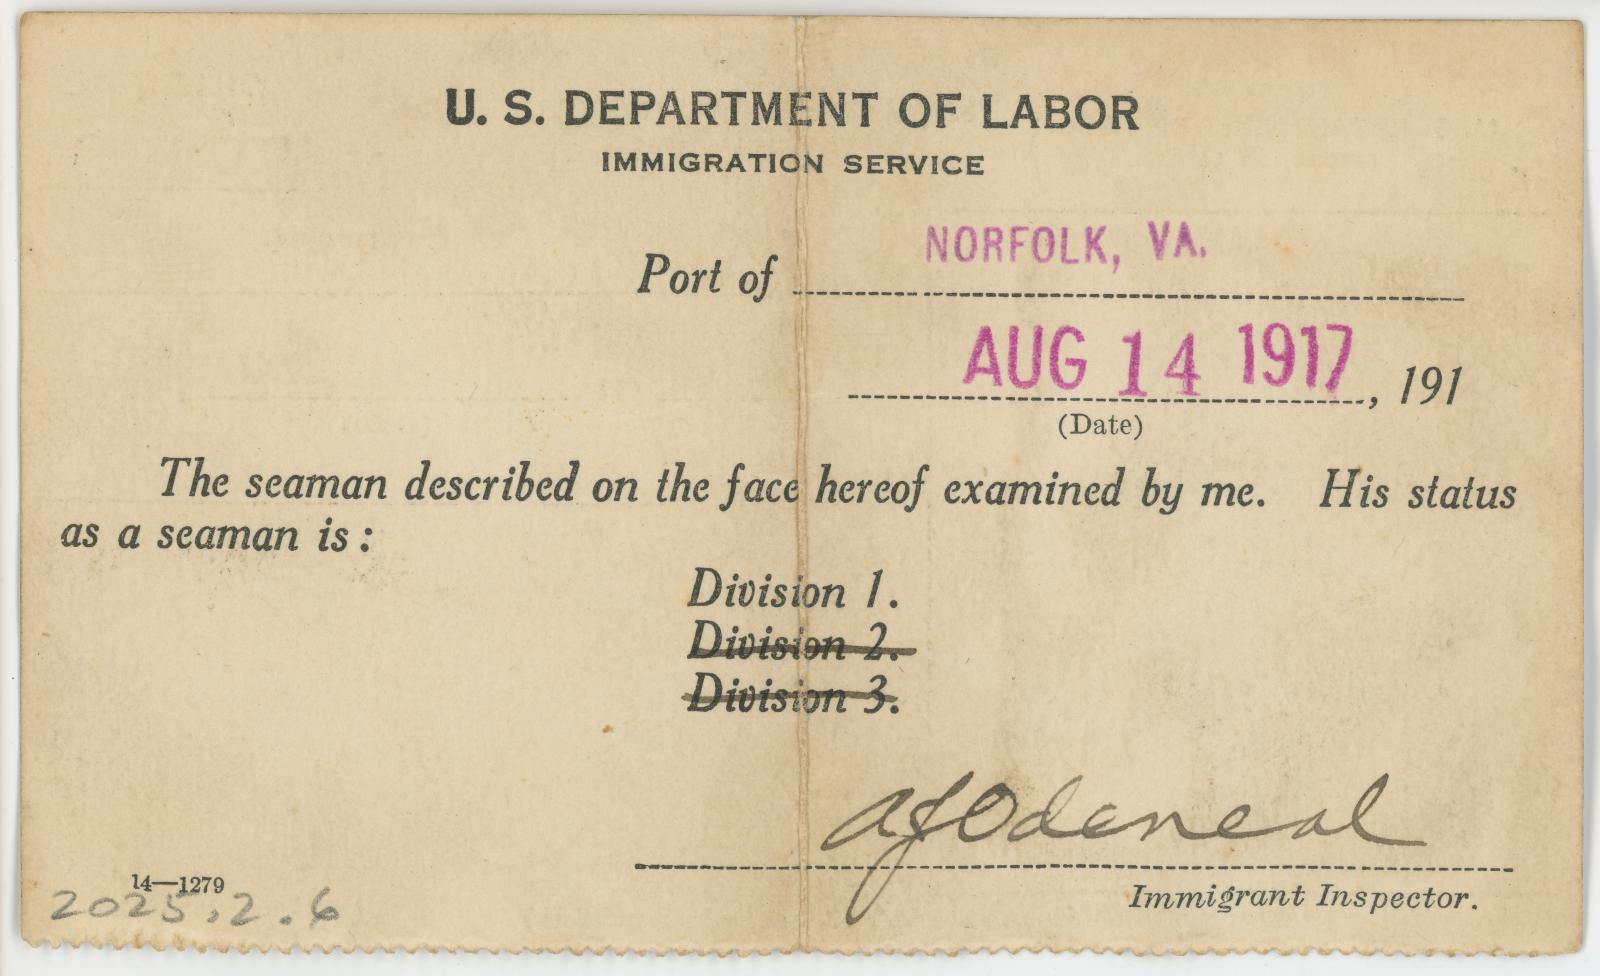 U. S. DEPARTMENT OF LABOR
IMMIGRATION SERVICE
Port of NORFOLK, VA.
AUG 14 1917, 191
(Date)
The seaman described on the face hereof examined by me. His status
as a seaman is:
Division 1.
Division 2.
Division 3.
A J Odeneal
Immigrant Inspector.
14—1279
2025.2.6